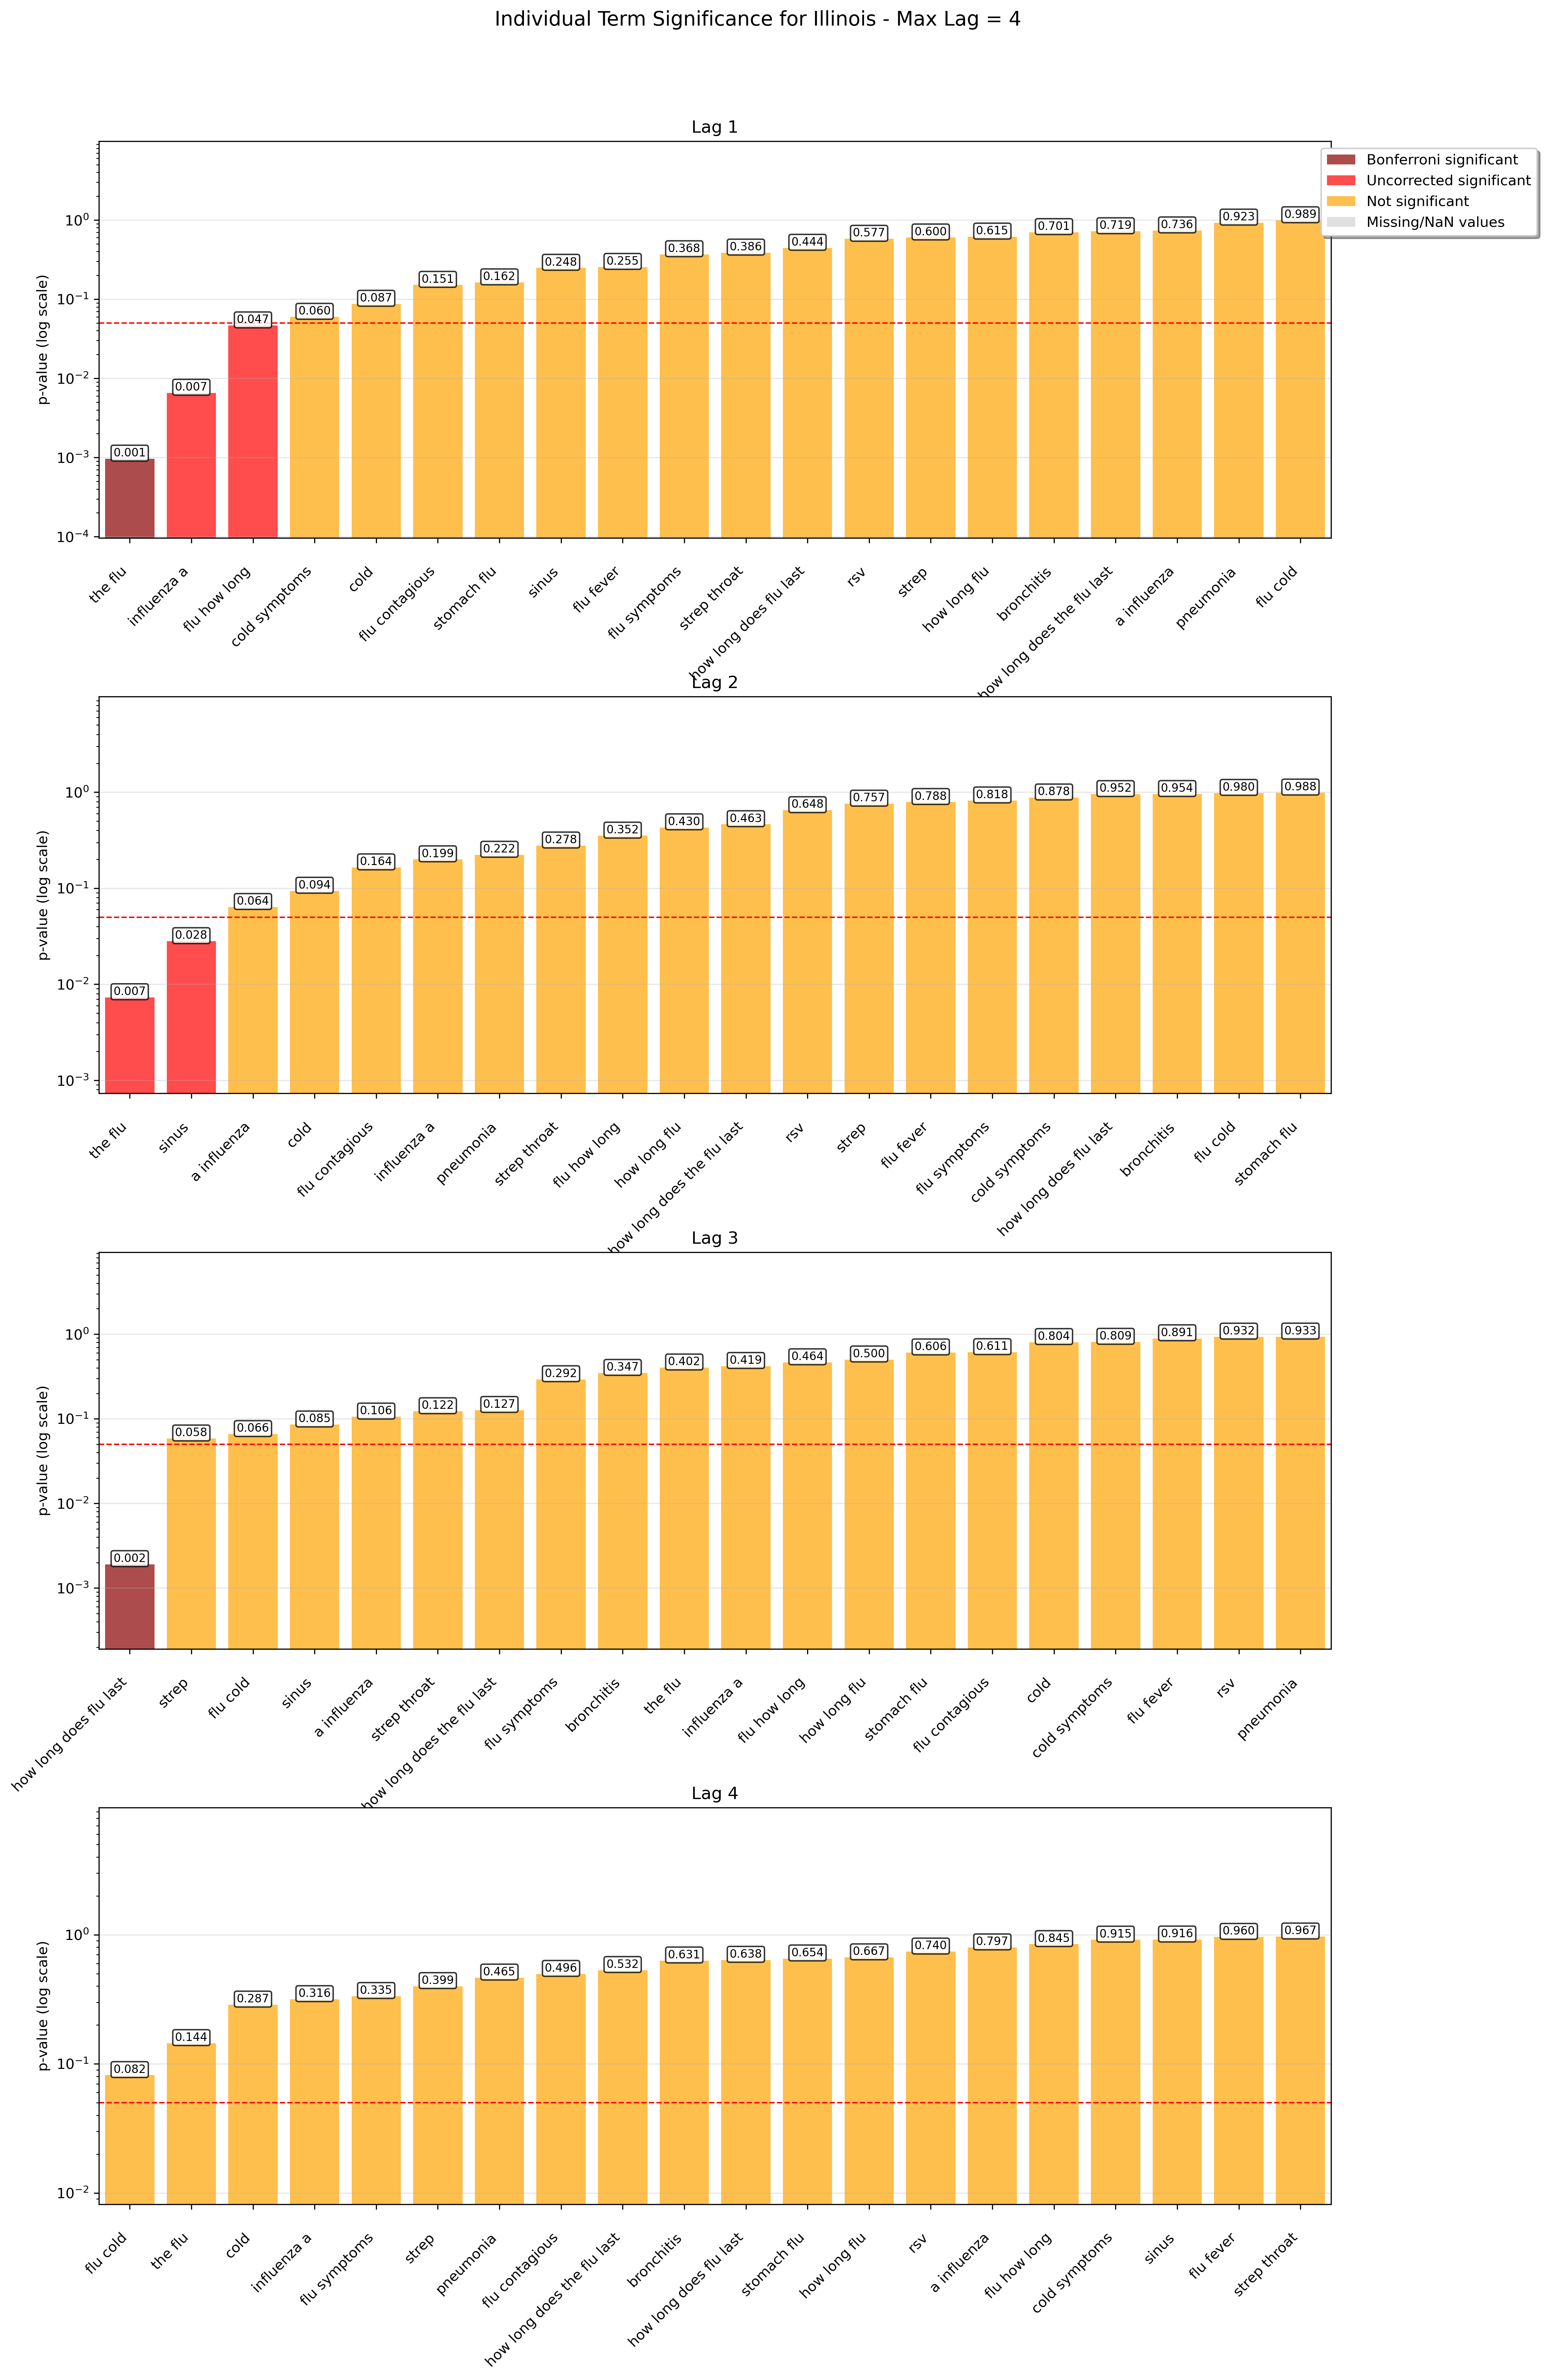 Individual Term Significance for Illinois - Max Lag = 4
Lag 1
Bonferroni significant
Uncorrected significant
Not significant
Missing/NaN values
p-value (log scale)
10⁰
10⁻¹
10⁻²
10⁻³
10⁻⁴
0.001 0.007 0.047 0.060 0.087 0.151 0.162 0.248 0.255 0.368 0.386 0.444 0.577 0.600 0.615 0.701 0.719 0.736 0.923 0.989
the flu
influenza a
flu how long
cold symptoms
cold
flu contagious
stomach flu
sinus
flu fever
flu symptoms
strep throat
how long does flu last
rsv
strep
how long flu
bronchitis
how long does the flu last
a influenza
pneumonia
flu cold
Lag 2
p-value (log scale)
10⁰
10⁻¹
10⁻²
10⁻³
0.007 0.028 0.064 0.094 0.164 0.199 0.222 0.278 0.352 0.430 0.463 0.648 0.757 0.788 0.818 0.878 0.952 0.954 0.980 0.988
the flu
sinus
a influenza
cold
flu contagious
influenza a
pneumonia
strep throat
flu how long
how long flu
how long does the flu last
rsv
strep
flu fever
flu symptoms
cold symptoms
how long does flu last
bronchitis
flu cold
stomach flu
Lag 3
p-value (log scale)
10⁰
10⁻¹
10⁻²
10⁻³
0.002 0.058 0.066 0.085 0.106 0.122 0.127 0.292 0.347 0.402 0.419 0.464 0.500 0.606 0.611 0.804 0.809 0.891 0.932 0.933
how long does flu last
strep
flu cold
sinus
a influenza
strep throat
how long does the flu last
flu symptoms
bronchitis
the flu
influenza a
flu how long
how long flu
stomach flu
flu contagious
cold
cold symptoms
flu fever
rsv
pneumonia
Lag 4
p-value (log scale)
10⁰
10⁻¹
10⁻²
0.082 0.144 0.287 0.316 0.335 0.399 0.465 0.496 0.532 0.631 0.638 0.654 0.667 0.740 0.797 0.845 0.915 0.916 0.960 0.967
flu cold
the flu
cold
influenza a
flu symptoms
strep
pneumonia
flu contagious
how long does the flu last
bronchitis
how long does flu last
stomach flu
how long flu
rsv
a influenza
flu how long
cold symptoms
sinus
flu fever
strep throat